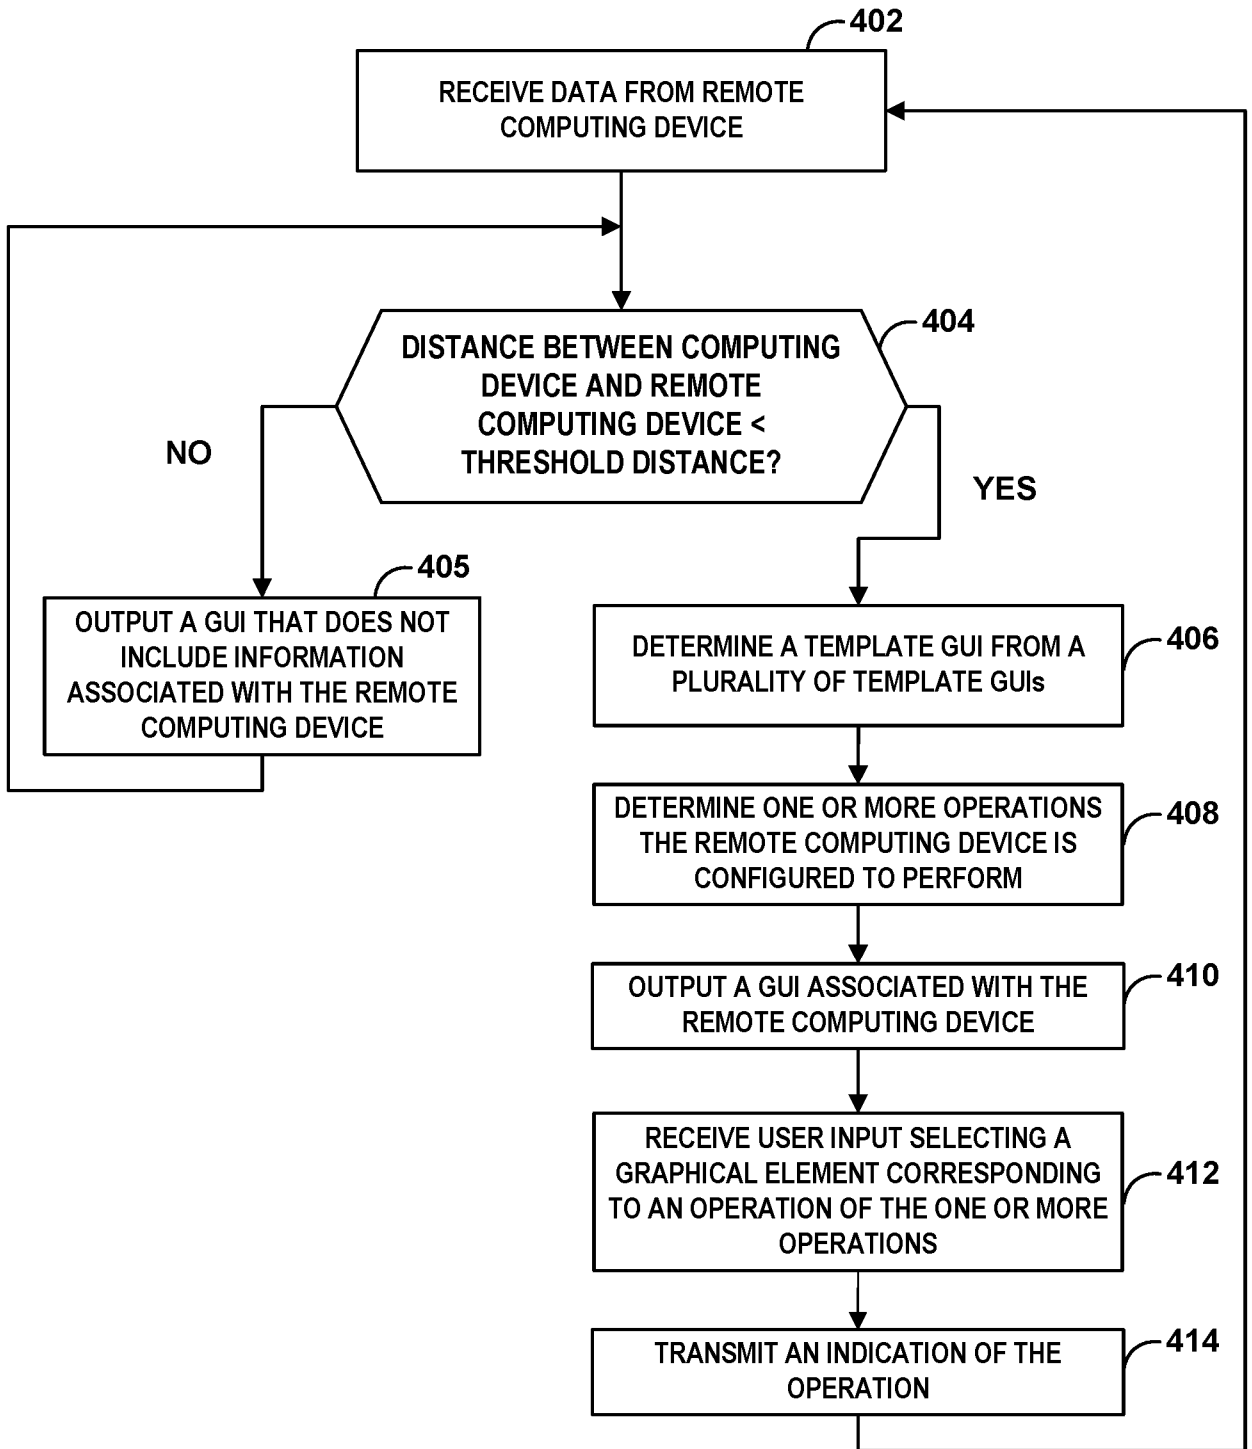 402
RECEIVE DATA FROM REMOTE
COMPUTING DEVICE
404
DISTANCE BETWEEN COMPUTING
DEVICE AND REMOTE
COMPUTING DEVICE <
THRESHOLD DISTANCE?
NO
YES
405
OUTPUT A GUI THAT DOES NOT
INCLUDE INFORMATION
ASSOCIATED WITH THE REMOTE
COMPUTING DEVICE
406
DETERMINE A TEMPLATE GUI FROM A
PLURALITY OF TEMPLATE GUIs
408
DETERMINE ONE OR MORE OPERATIONS
THE REMOTE COMPUTING DEVICE IS
CONFIGURED TO PERFORM
410
OUTPUT A GUI ASSOCIATED WITH THE
REMOTE COMPUTING DEVICE
412
RECEIVE USER INPUT SELECTING A
GRAPHICAL ELEMENT CORRESPONDING
TO AN OPERATION OF THE ONE OR MORE
OPERATIONS
414
TRANSMIT AN INDICATION OF THE
OPERATION